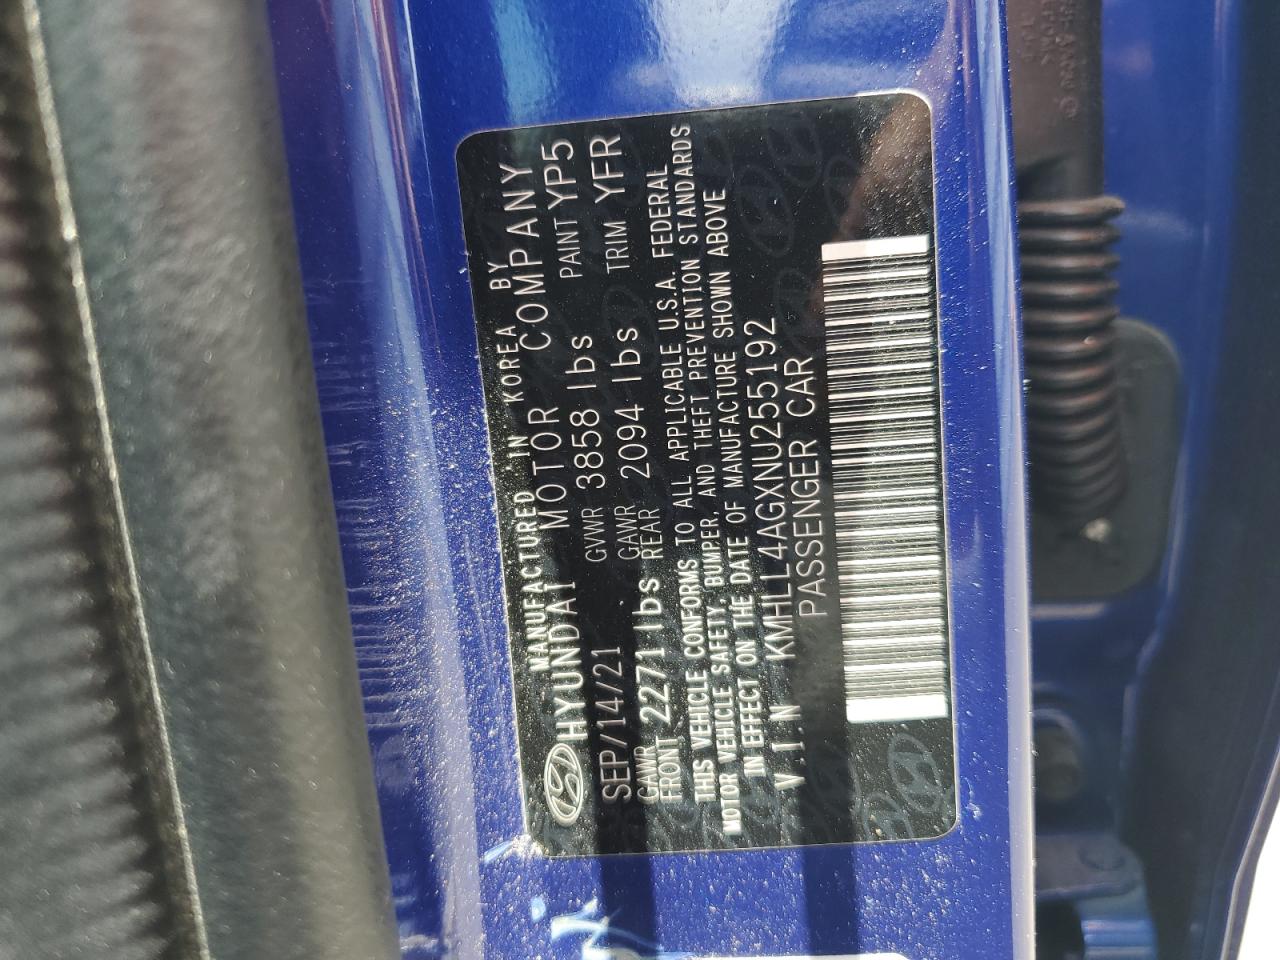 MANUFACTURED IN KOREA BY
HYUNDAI MOTOR COMPANY
SEP/14/21 GVWR 3858 lbs PAINT YP5
GAWR FRONT 2271 lbs GAWR REAR 2094 lbs TRIM YFR
THIS VEHICLE CONFORMS TO ALL APPLICABLE U.S.A. FEDERAL
MOTOR VEHICLE SAFETY, BUMPER, AND THEFT PREVENTION STANDARDS
IN EFFECT ON THE DATE OF MANUFACTURE SHOWN ABOVE
V.I.N KMHLL4AGXNU255192
PASSENGER CAR